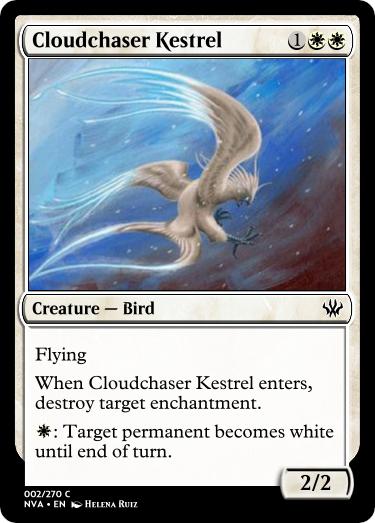 Cloudchaser Kestrel 1
Creature — Bird
Flying
When Cloudchaser Kestrel enters,
destroy target enchantment.
: Target permanent becomes white
until end of turn.
2/2
002/270 C
NVA • EN Helena Ruiz